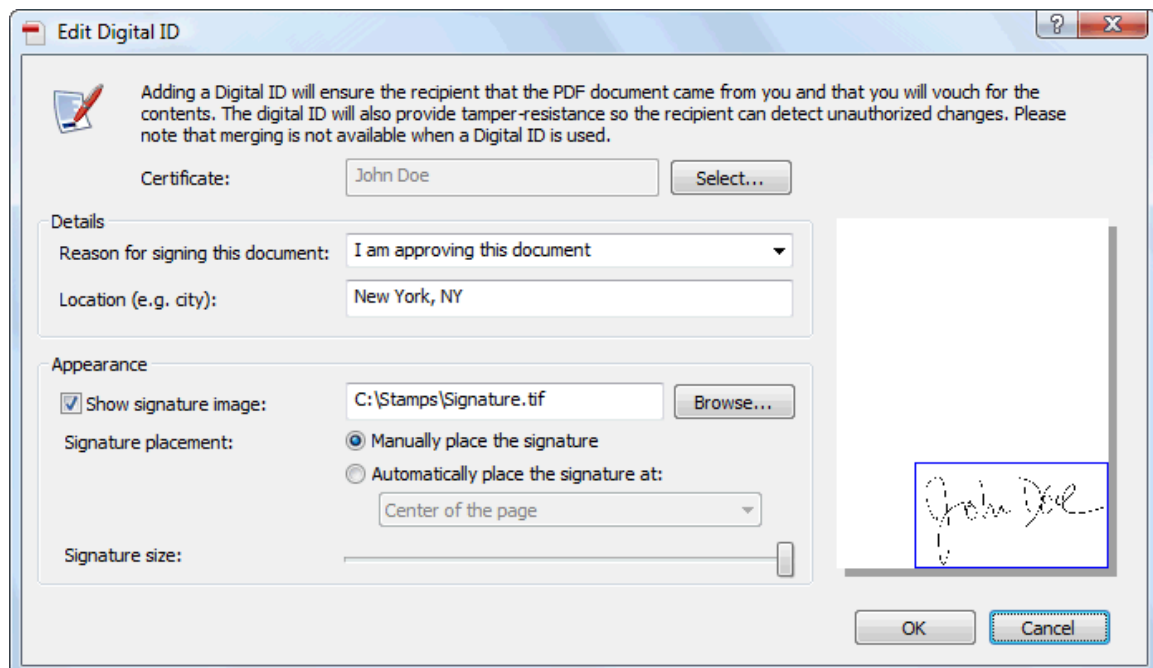 Edit Digital ID
Adding a Digital ID will ensure the recipient that the PDF document came from you and that you will vouch for the
contents. The digital ID will also provide tamper-resistance so the recipient can detect unauthorized changes. Please
note that merging is not available when a Digital ID is used.
Certificate: John Doe Select...
Details
Reason for signing this document: I am approving this document
Location (e.g. city): New York, NY
Appearance
Show signature image: C:\Stamps\Signature.tif Browse...
Signature placement: Manually place the signature
Automatically place the signature at:
Center of the page
John Doe
Signature size:
OK Cancel